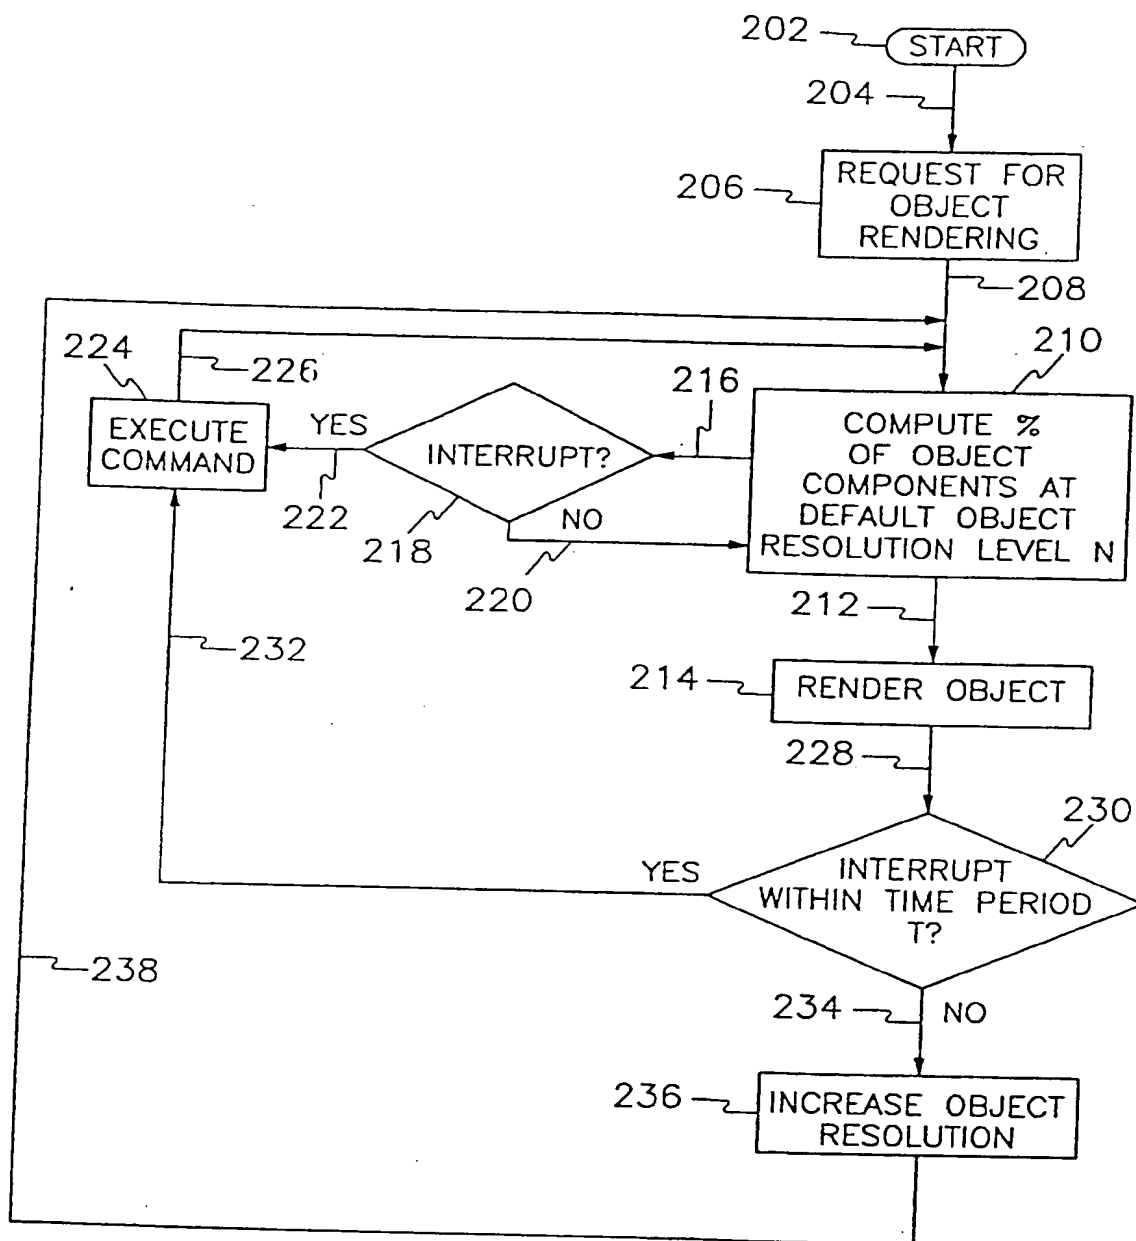 202
START
204
206
REQUEST FOR
OBJECT
RENDERING
208
210
COMPUTE %
OF OBJECT
COMPONENTS AT
DEFAULT OBJECT
RESOLUTION LEVEL N
216
INTERRUPT?
218
YES
222
NO
220
224
226
EXECUTE
COMMAND
212
214
RENDER OBJECT
228
230
INTERRUPT
WITHIN TIME PERIOD
T?
YES
232
234
NO
236
INCREASE OBJECT
RESOLUTION
238